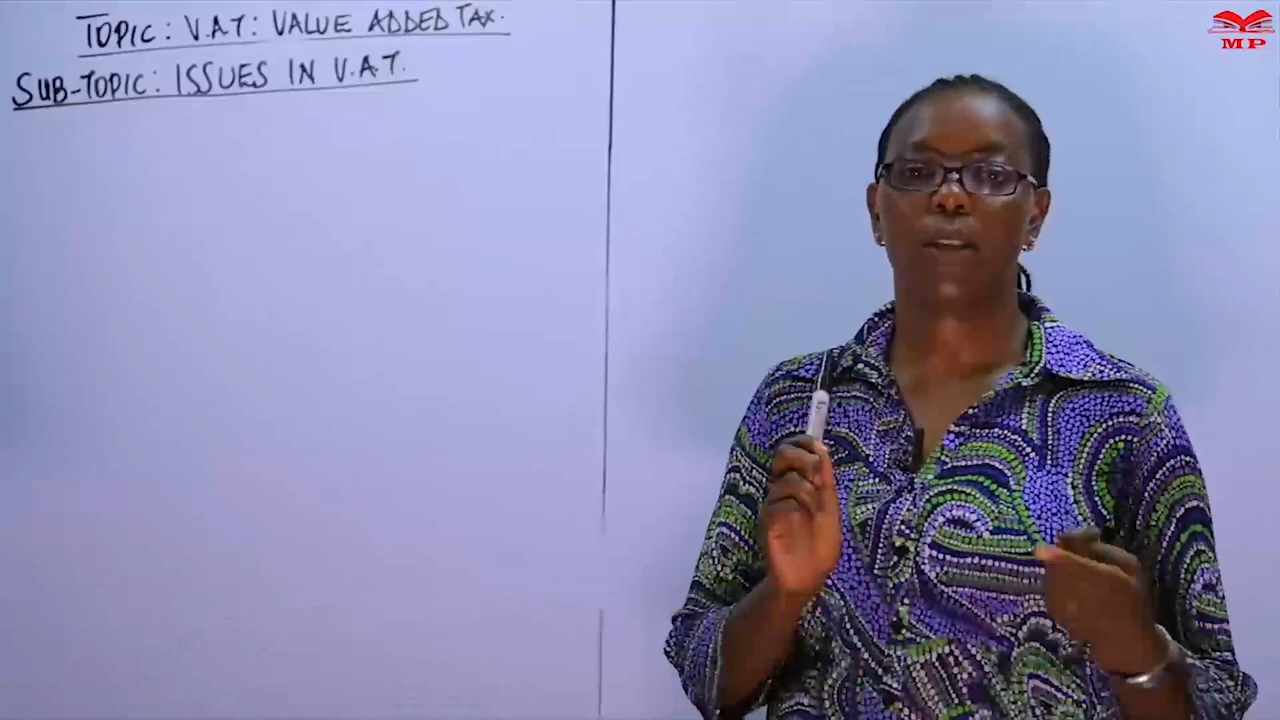 TOPIC: V.A.T: VALUE ADDED TAX.
SUB-TOPIC: ISSUES IN V.A.T.
MP